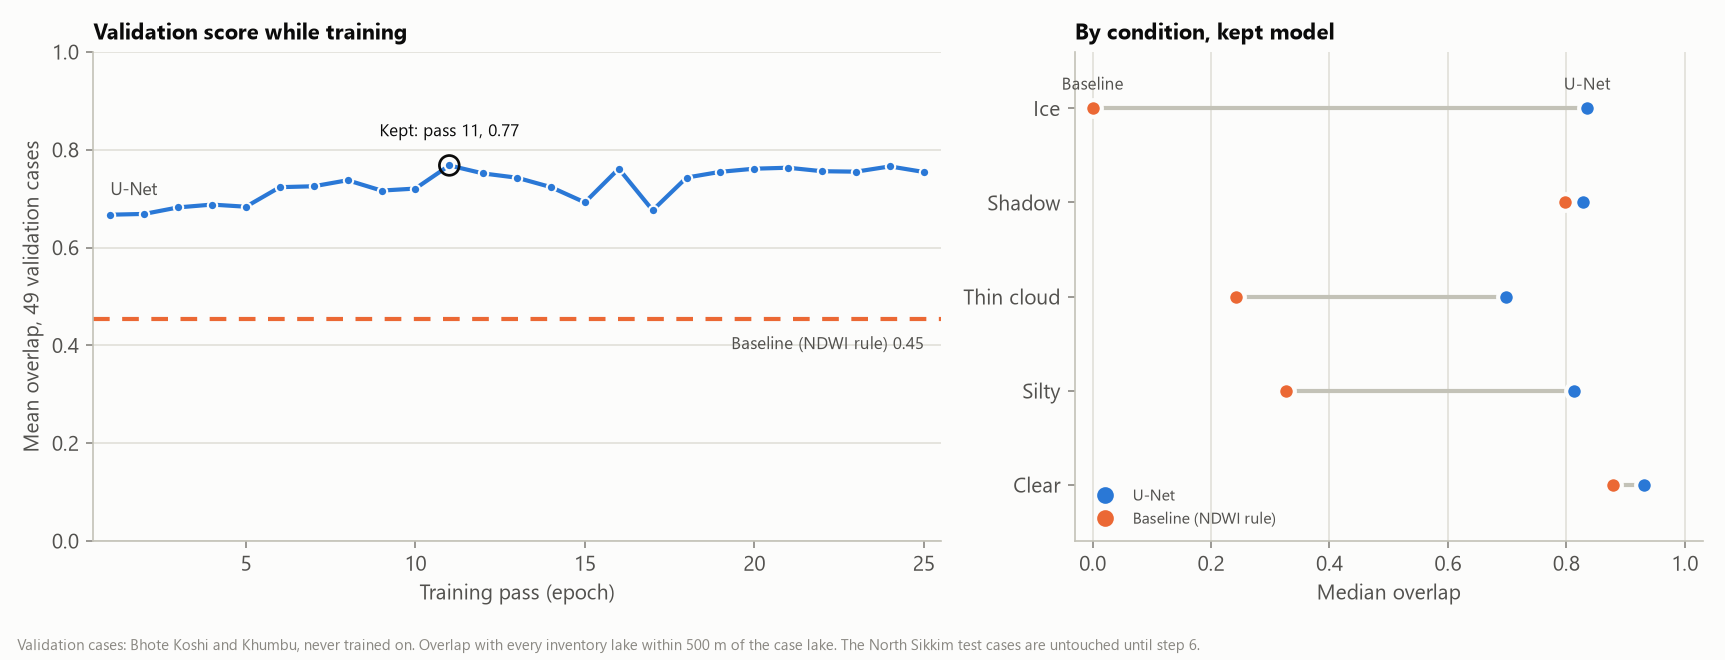 Validation score while training
Mean overlap, 49 validation cases
1.0
0.8
0.6
0.4
0.2
0.0
Kept: pass 11, 0.77
U-Net
Baseline (NDWI rule) 0.45
5
10
15
20
25
Training pass (epoch)
By condition, kept model
Baseline
U-Net
Ice
Shadow
Thin cloud
Silty
Clear
U-Net
Baseline (NDWI rule)
0.0
0.2
0.4
0.6
0.8
1.0
Median overlap
Validation cases: Bhote Koshi and Khumbu, never trained on. Overlap with every inventory lake within 500 m of the case lake. The North Sikkim test cases are untouched until step 6.